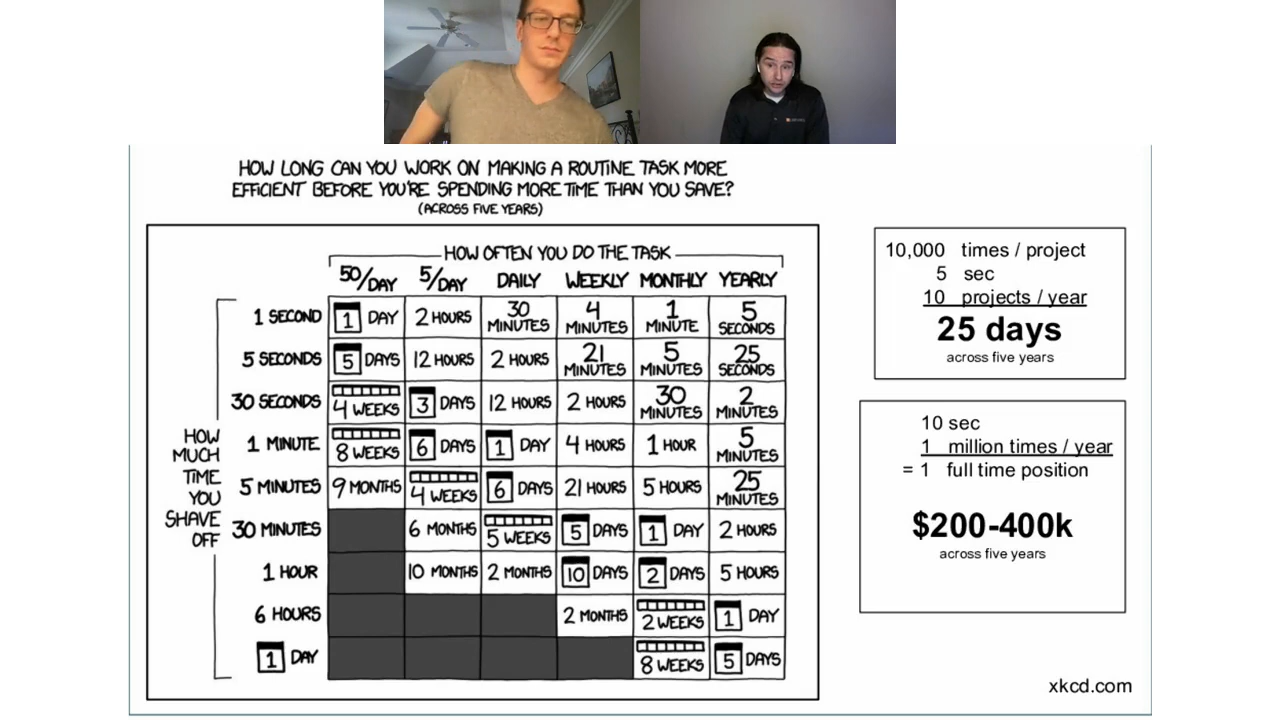 HOW LONG CAN YOU WORK ON MAKING A ROUTINE TASK MORE
EFFICIENT BEFORE YOU'RE SPENDING MORE TIME THAN YOU SAVE?
(ACROSS FIVE YEARS)
HOW OFTEN YOU DO THE TASK
50/DAY 5/DAY DAILY WEEKLY MONTHLY YEARLY
HOW MUCH TIME YOU SHAVE OFF
1 SECOND 1 DAY 2 HOURS 30 MINUTES 4 MINUTES 1 MINUTE 5 SECONDS
5 SECONDS 5 DAYS 12 HOURS 2 HOURS 21 MINUTES 5 MINUTES 25 SECONDS
30 SECONDS 4 WEEKS 3 DAYS 12 HOURS 2 HOURS 30 MINUTES 2 MINUTES
1 MINUTE 8 WEEKS 6 DAYS 1 DAY 4 HOURS 1 HOUR 5 MINUTES
5 MINUTES 9 MONTHS 4 WEEKS 6 DAYS 21 HOURS 5 HOURS 25 MINUTES
30 MINUTES 6 MONTHS 5 WEEKS 5 DAYS 1 DAY 2 HOURS
1 HOUR 10 MONTHS 2 MONTHS 10 DAYS 2 DAYS 5 HOURS
6 HOURS 2 MONTHS 2 WEEKS 1 DAY
1 DAY 8 WEEKS 5 DAYS
10,000 times / project
5 sec
10 projects / year
25 days
across five years
10 sec
1 million times / year
= 1 full time position
$200-400k
across five years
xkcd.com